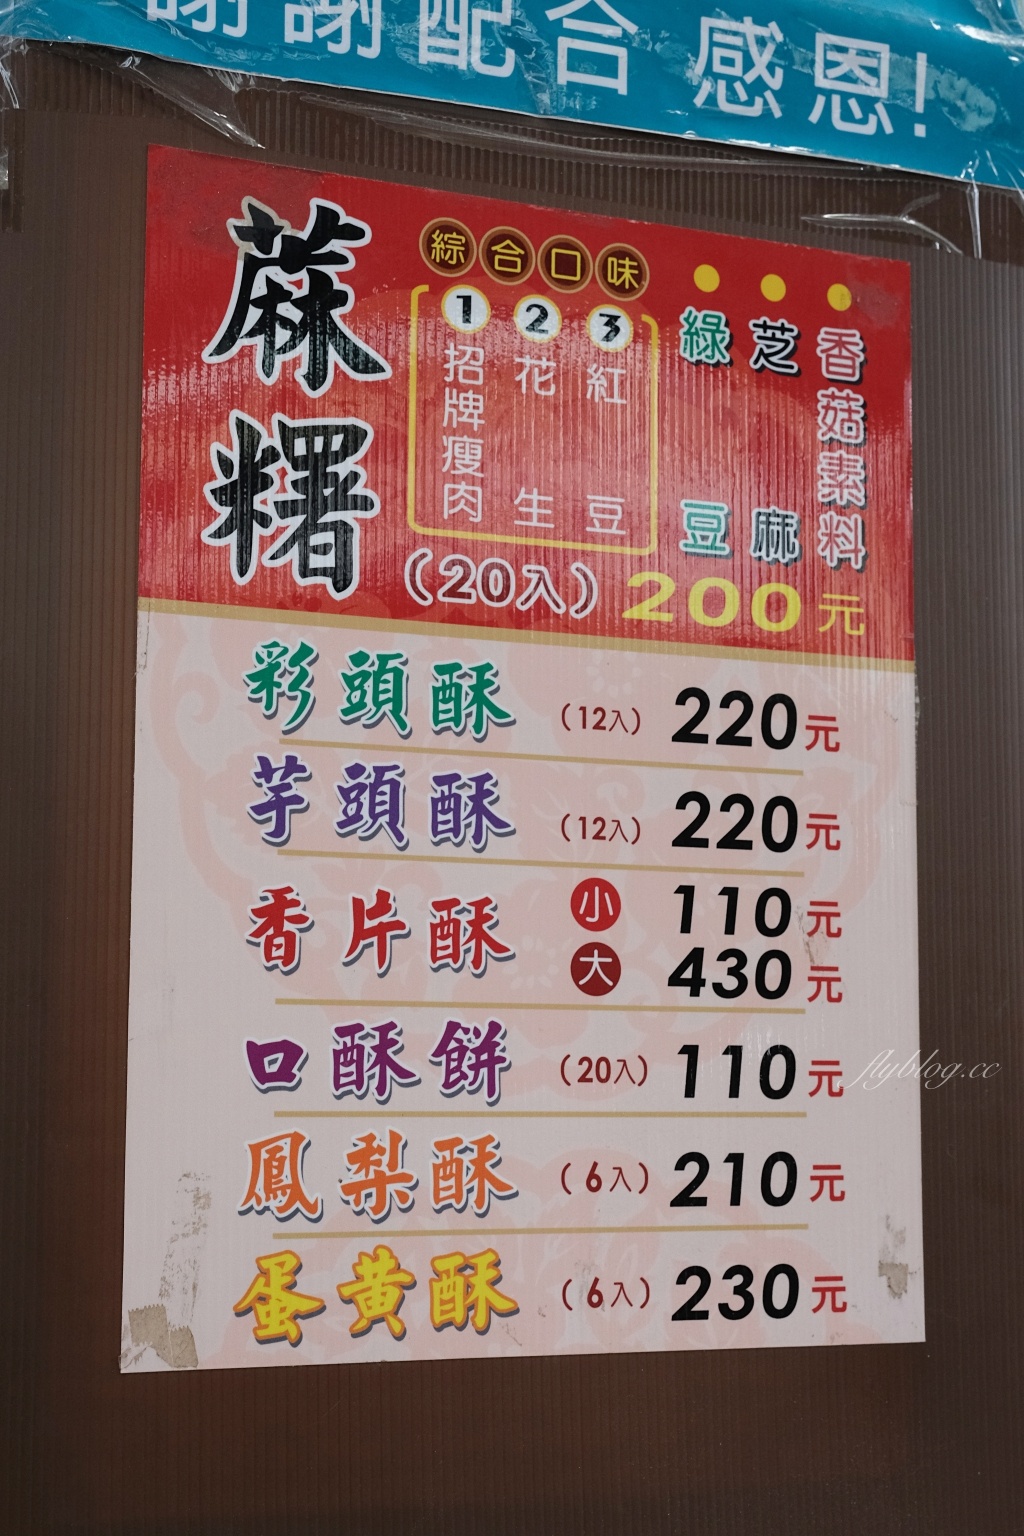 謝謝配合 感恩!
蔴糬
綜合口味
1 招牌瘦肉
2 花生
3 紅豆
綠豆
芝麻
香菇素料
(20入) 200元
彩頭酥 (12入) 220元
芋頭酥 (12入) 220元
香片酥 小 110元
大 430元
口酥餅 (20入) 110元
鳳梨酥 (6入) 210元
蛋黃酥 (6入) 230元
flyblog.cc